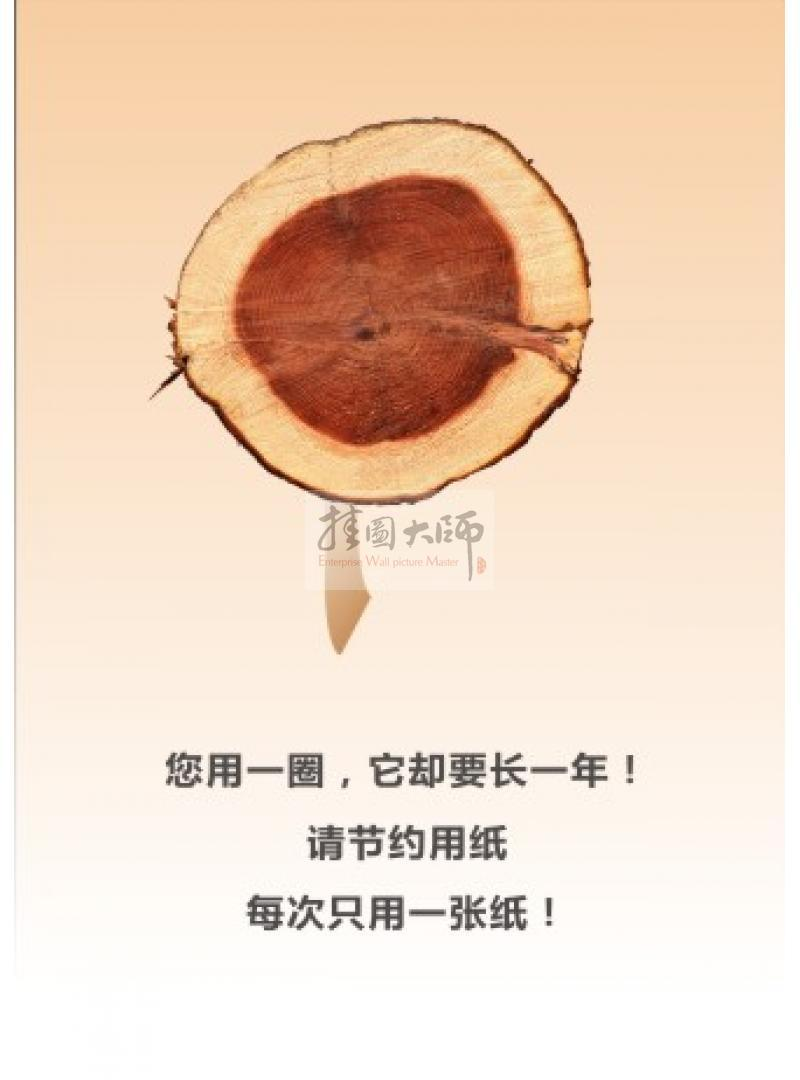 挂圖大師
Enterprise Wall picture Master
您用一圈，它却要长一年！
请节约用纸
每次只用一张纸！